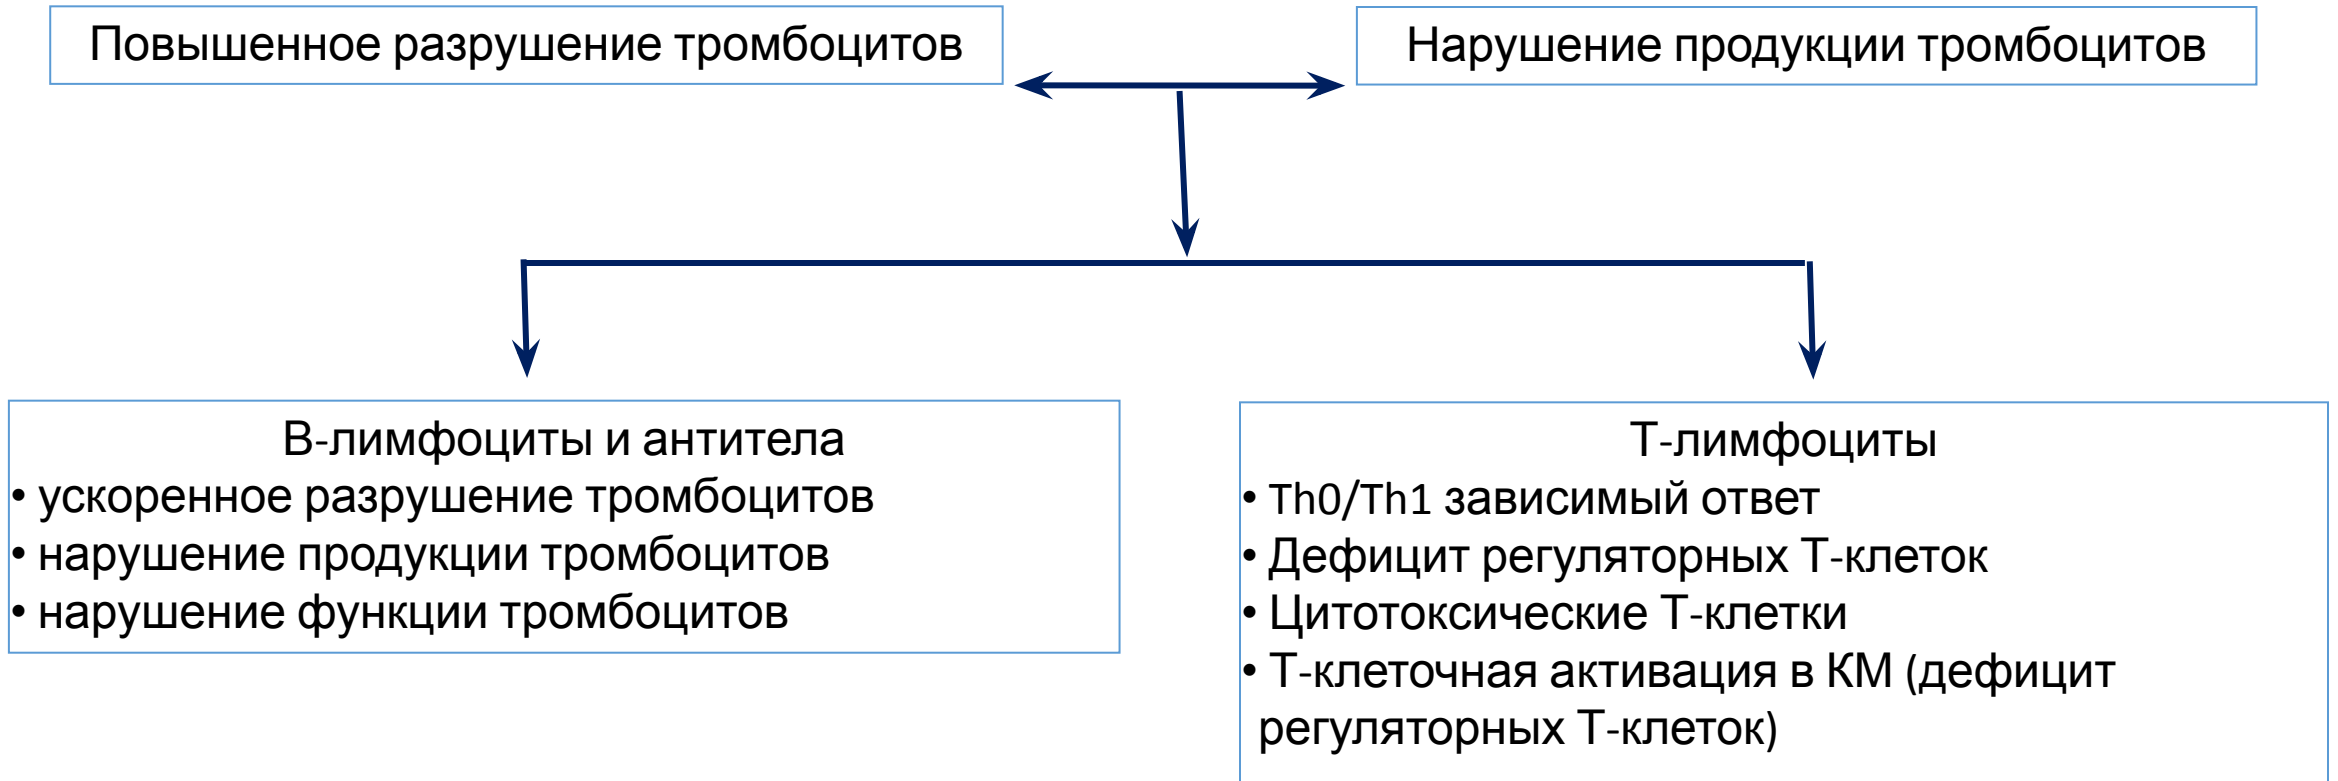 Повышенное разрушение тромбоцитов
Нарушение продукции тромбоцитов
В-лимфоциты и антитела
• ускоренное разрушение тромбоцитов
• нарушение продукции тромбоцитов
• нарушение функции тромбоцитов
Т-лимфоциты
• Th0/Th1 зависимый ответ
• Дефицит регуляторных Т-клеток
• Цитотоксические Т-клетки
• Т-клеточная активация в КМ (дефицит
регуляторных Т-клеток)